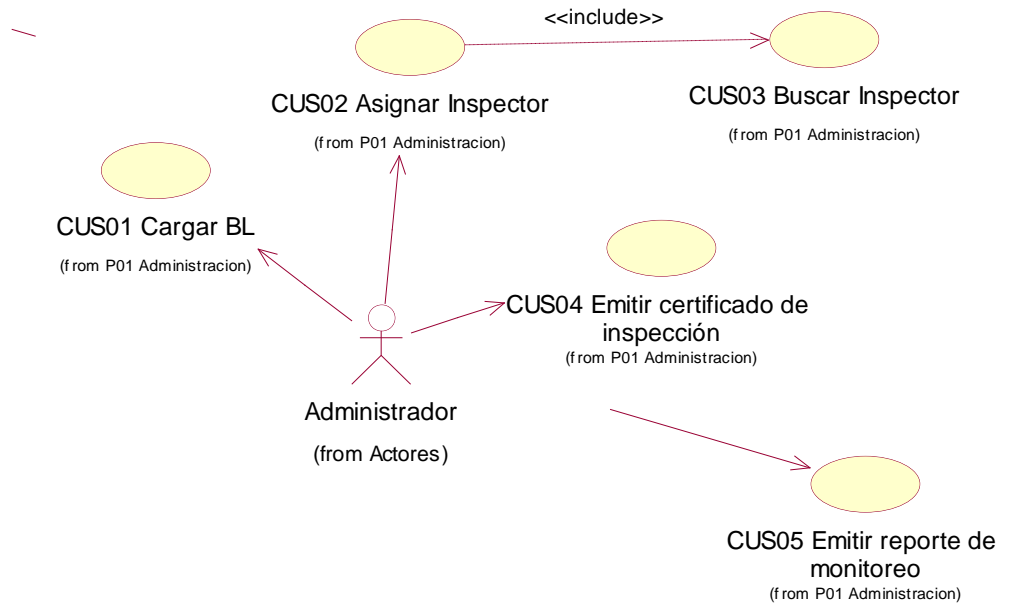 <<include>>
CUS02 Asignar Inspector
(from P01 Administracion)
CUS03 Buscar Inspector
(from P01 Administracion)
CUS01 Cargar BL
(from P01 Administracion)
CUS04 Emitir certificado de
inspección
(from P01 Administracion)
Administrador
(from Actores)
CUS05 Emitir reporte de
monitoreo
(from P01 Administracion)